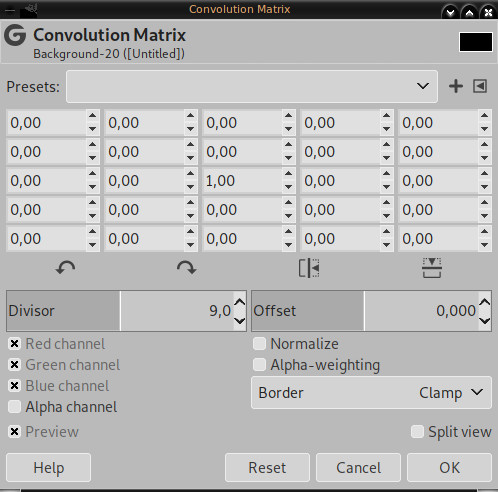 Convolution Matrix
Convolution Matrix
Background-20 ([Untitled])
Presets:
0,00 0,00 0,00 0,00 0,00
0,00 0,00 0,00 0,00 0,00
0,00 0,00 1,00 0,00 0,00
0,00 0,00 0,00 0,00 0,00
0,00 0,00 0,00 0,00 0,00
Divisor 9,0 Offset 0,000
Red channel Normalize
Green channel Alpha-weighting
Blue channel Border Clamp
Alpha channel
Preview Split view
Help Reset Cancel OK